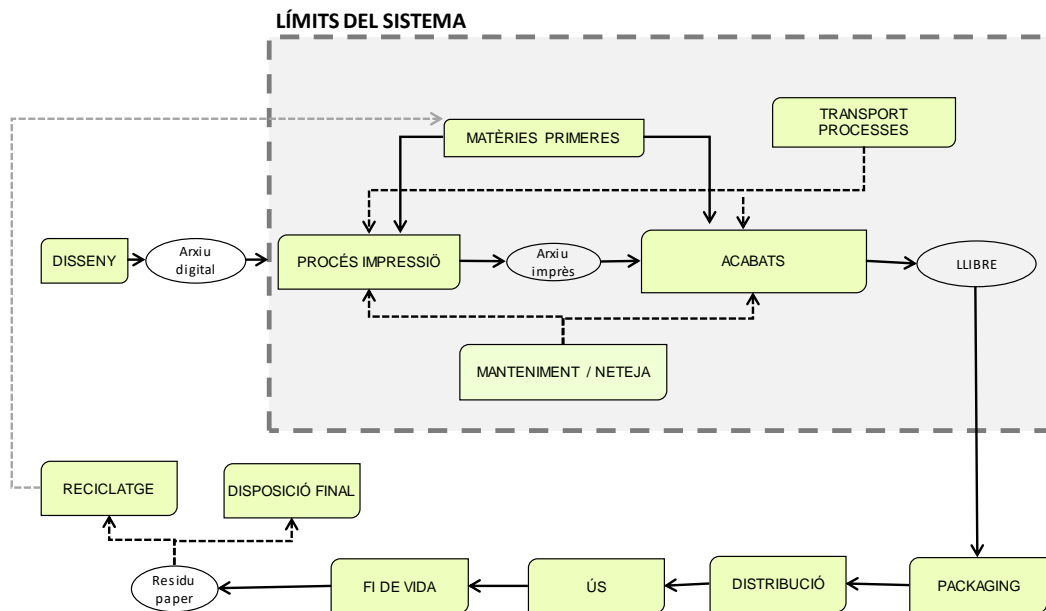 LÍMITS DEL SISTEMA
TRANSPORT
PROCESSES
MATÈRIES PRIMERES
DISSENY
Arxiu
digital
PROCÉS IMPRESSIÖ
Arxiu
imprès
ACABATS
LLIBRE
MANTENIMENT / NETEJA
RECICLATGE
DISPOSICIÓ FINAL
Residu
paper
FI DE VIDA
ÚS
DISTRIBUCIÓ
PACKAGING